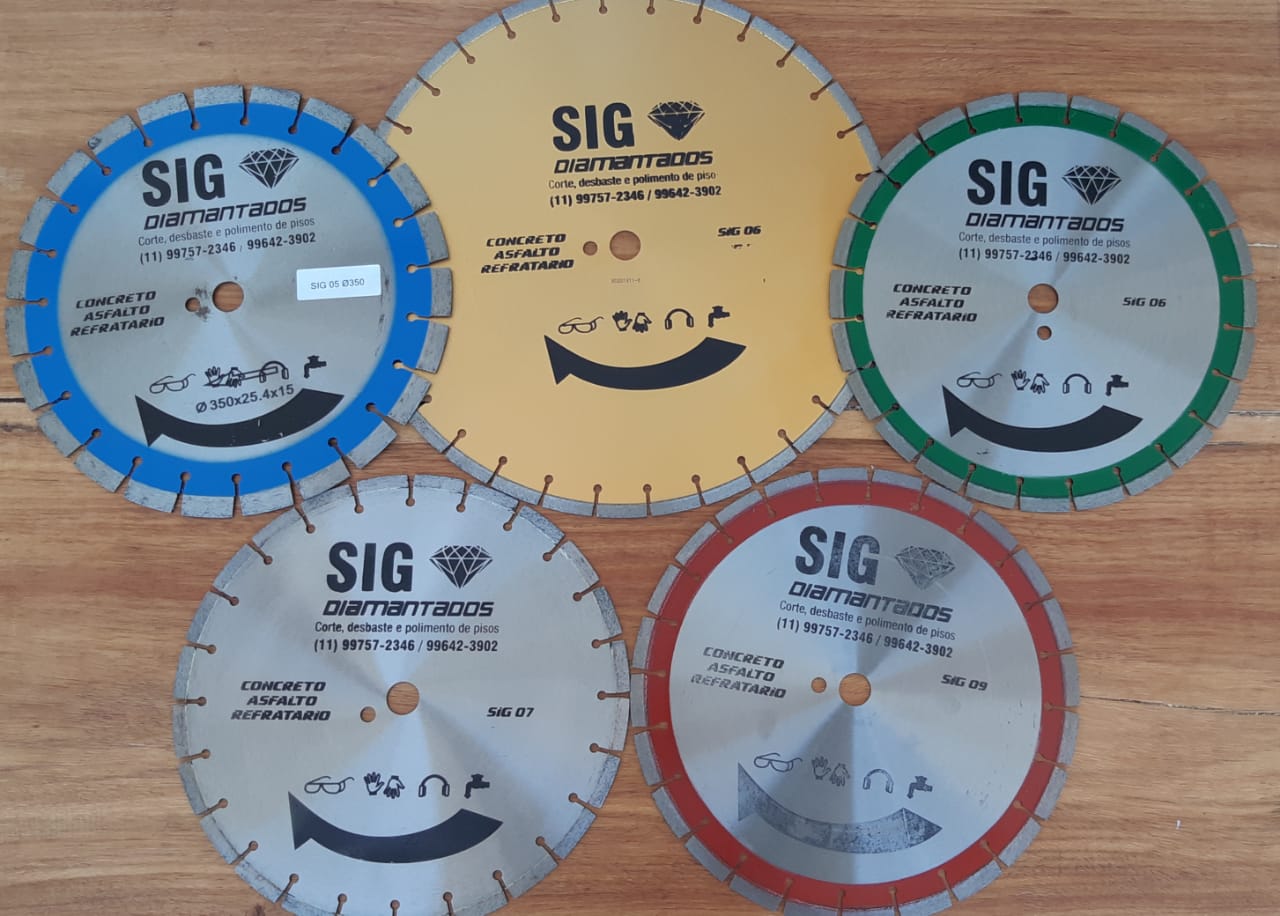 SIG
DIAMANTADOS
Corte, desbaste e polimento de pisos
(11) 99757-2346 / 99642-3902
SIG 05 Ø350
CONCRETO
ASFALTO
REFRATARIO
Ø 350x25.4x15
SIG
DIAMANTADOS
Corte, desbaste e polimento de piso
(11) 99757-2346 / 99642-3902
CONCRETO
ASFALTO
REFRATARIO
SIG 06
SIG
DIAMANTADOS
Corte, desbaste e polimento de pisos
(11) 99757-2346 / 99642-3902
CONCRETO
ASFALTO
REFRATARIO
SIG 06
SIG
DIAMANTADOS
Corte, desbaste e polimento de pisos
(11) 99757-2346 / 99642-3902
CONCRETO
ASFALTO
REFRATARIO
SIG 07
SIG
DIAMANTADOS
Corte, desbaste e polimento de pisos
(11) 99757-2346 / 99642-3902
CONCRETO
ASFALTO
REFRATARIO
SIG 09